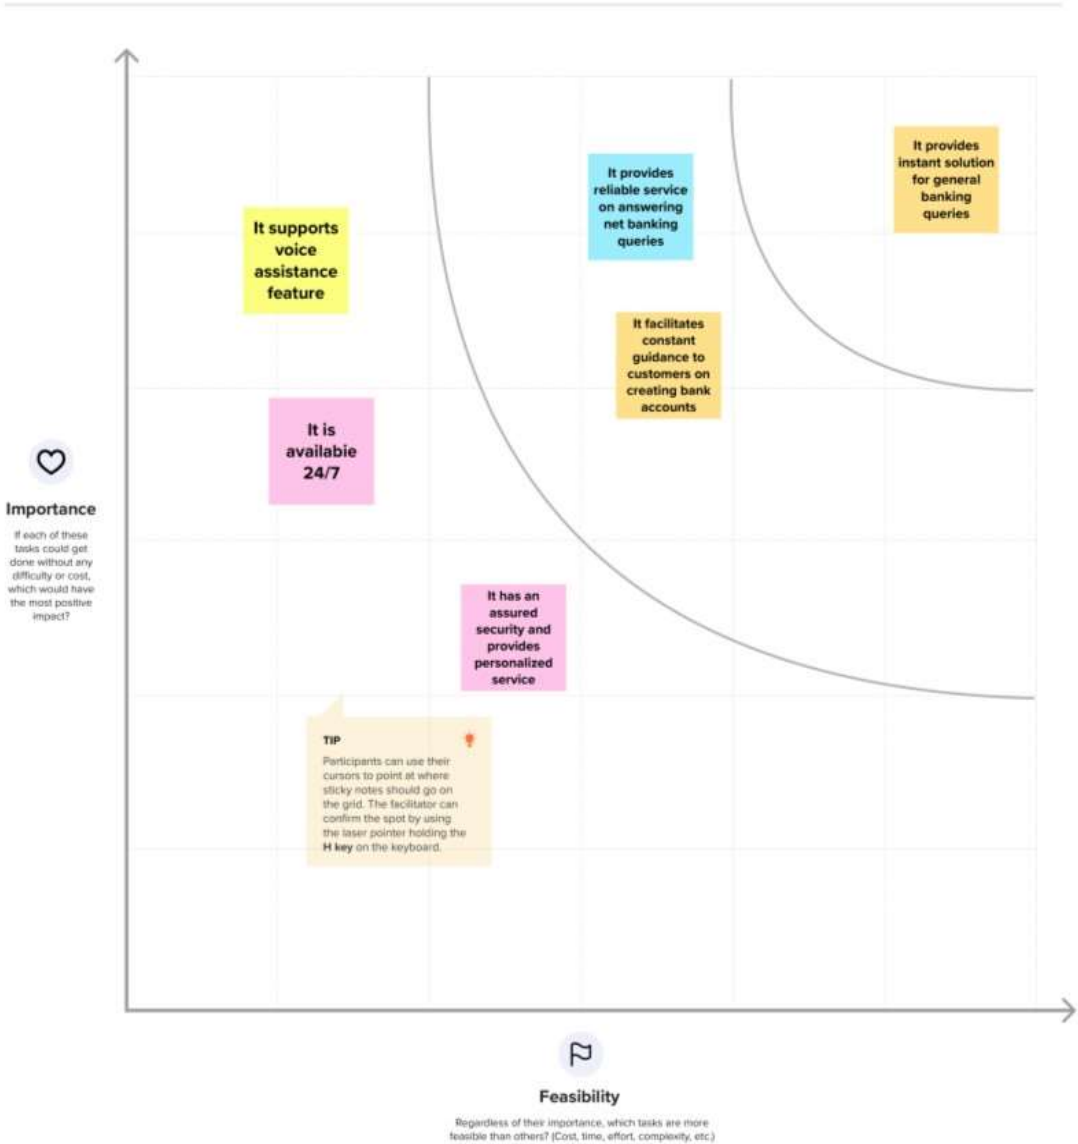 It provides
instant solution
for general
banking
queries
It provides
reliable service
on answering
net banking
queries
It supports
voice
assistance
feature
It facilitates
constant
guidance to
customers on
creating bank
accounts
It is
available
24/7
Importance
If each of these
tasks could get
done without any
difficulty or cost,
which would have
the most positive
impact?
It has an
assured
security and
provides
personalized
service
TIP
Participants can use their
cursors to point at where
sticky notes should go on
the grid. The facilitator can
confirm the spot by using
the laser pointer holding the
H key on the keyboard.
Feasibility
Regardless of their importance, which tasks are more
feasible than others? (Cost, time, effort, complexity, etc.)